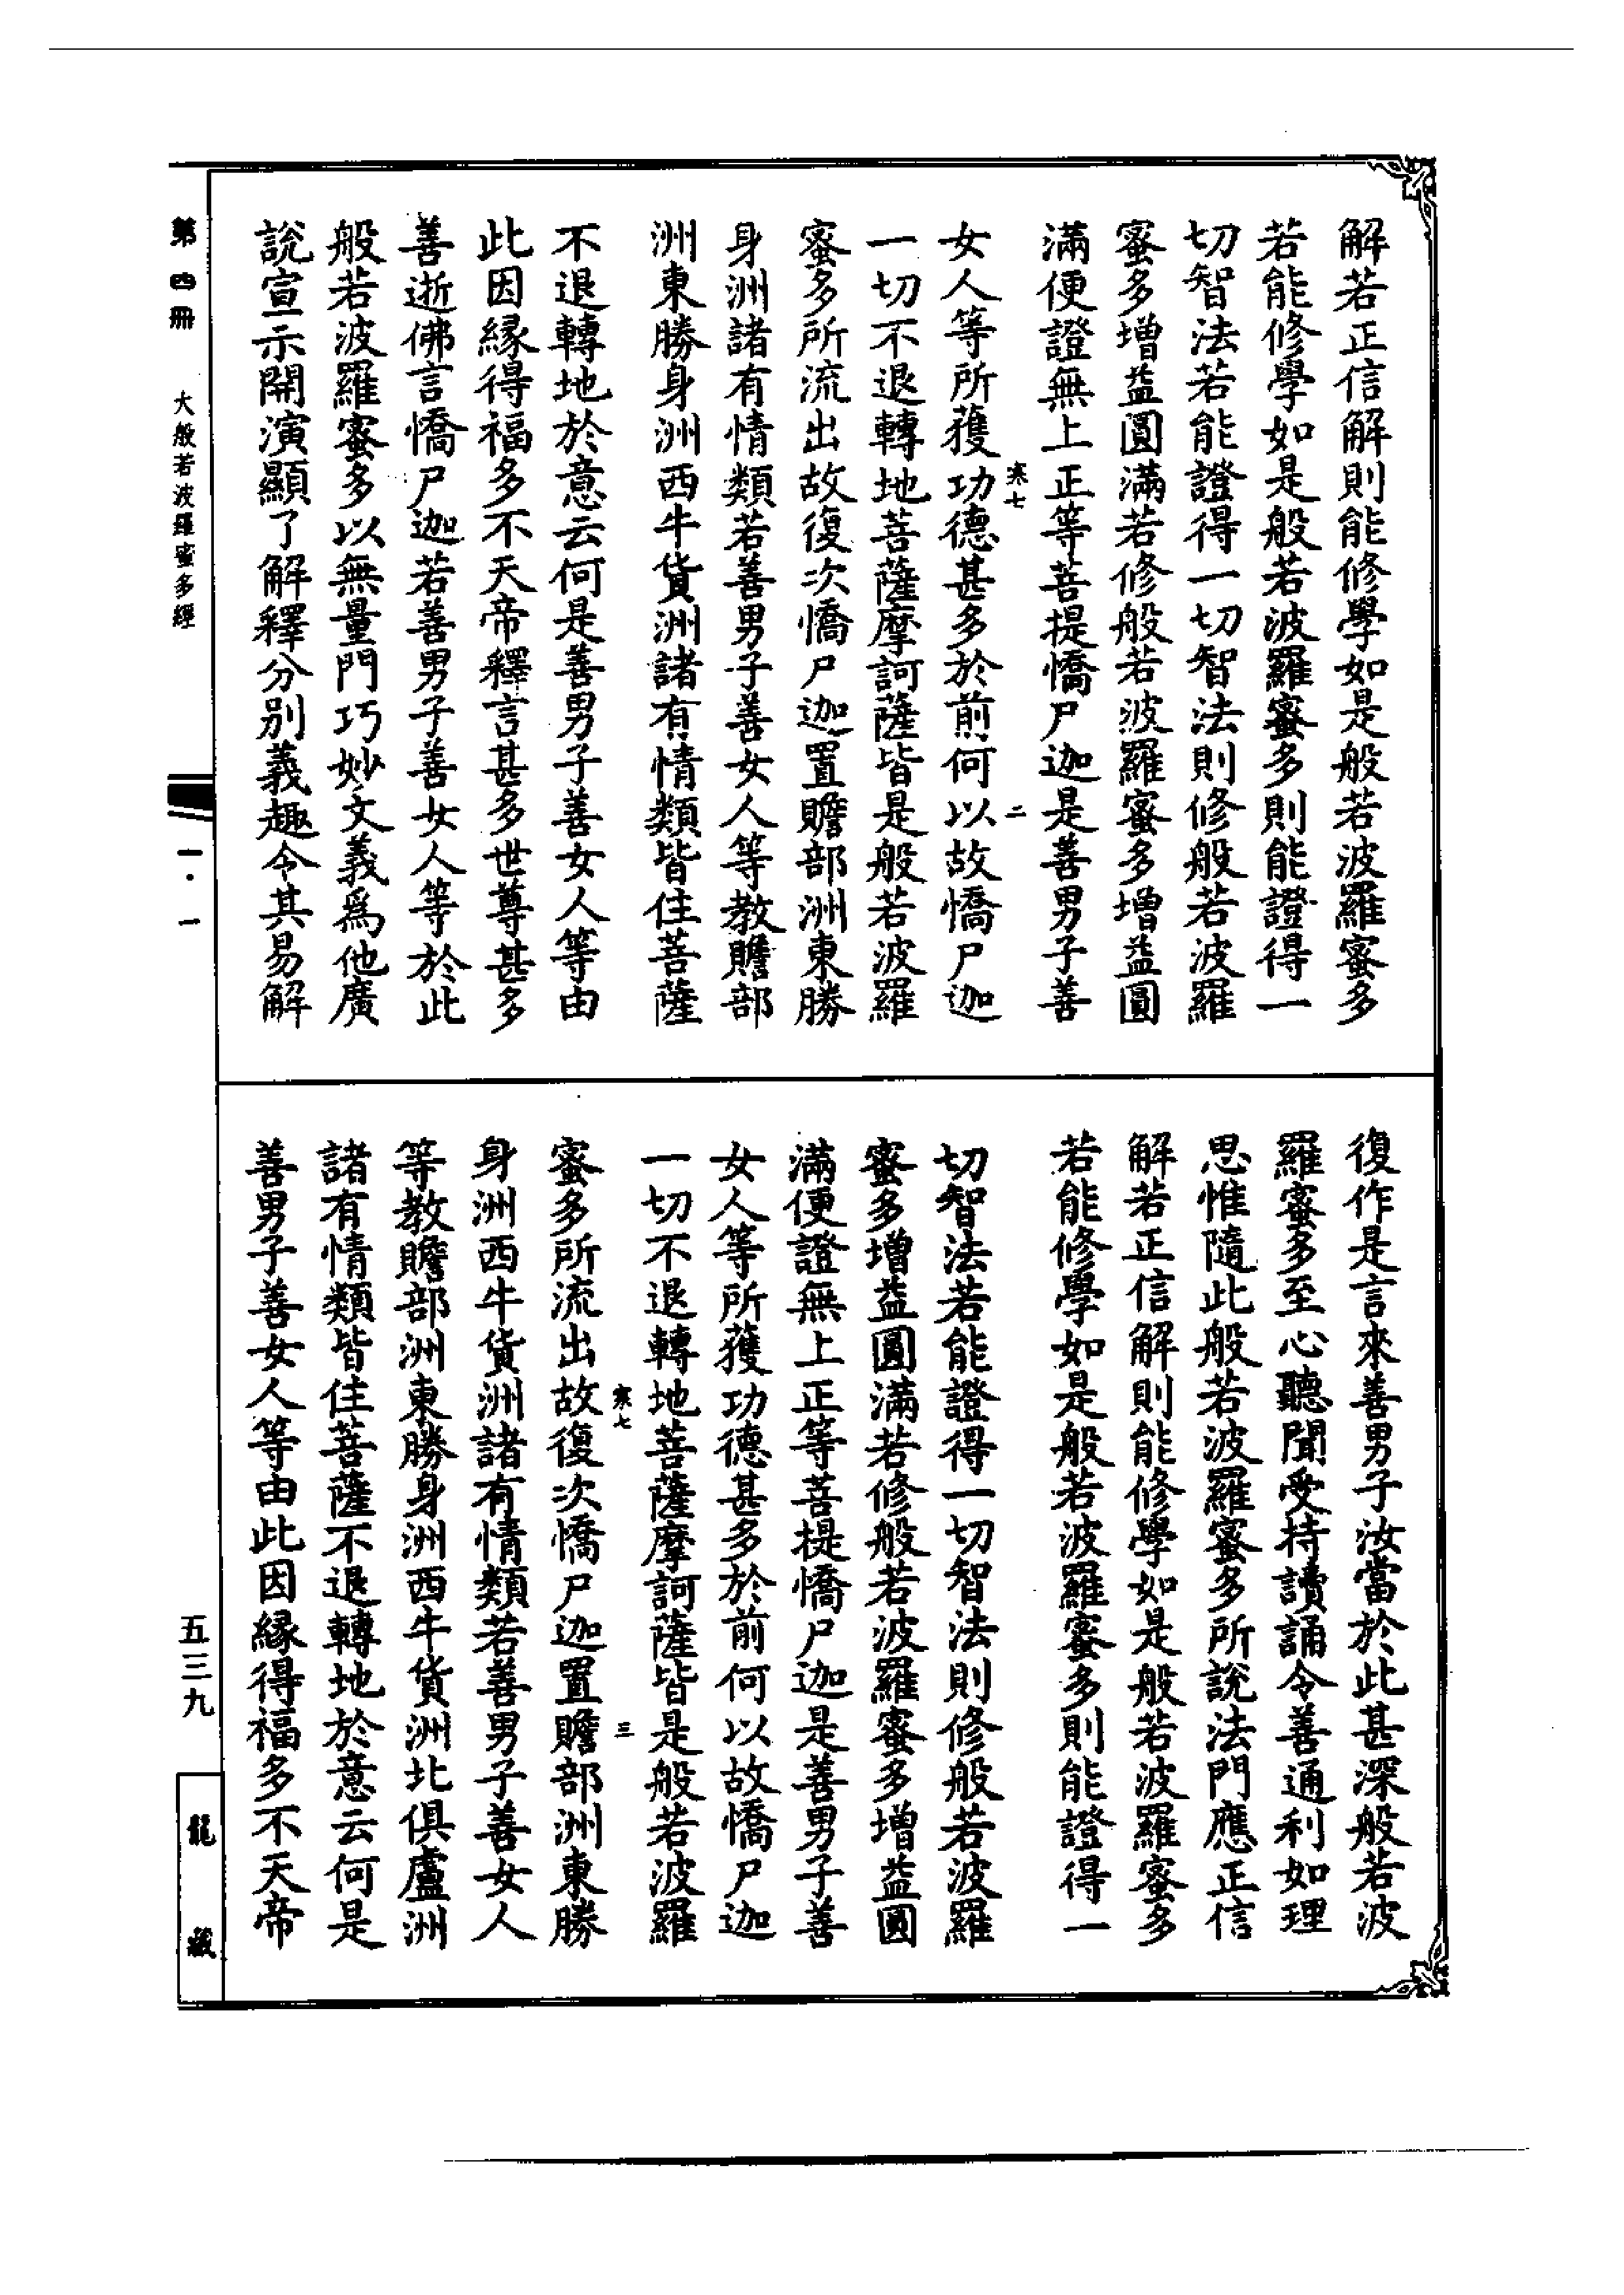 解若正信解則能修學如是般若波羅蜜多
若能修學如是般若波羅蜜多則能證得一
切智法若能證得一切智法則修般若波羅
蜜多增益圓滿若修般若波羅蜜多增益圓
滿便證無上正等菩提憍尸迦是善男子善
寒七 二
女人等所獲功德甚多於前何以故憍尸迦
一切不退轉地菩薩摩訶薩皆是般若波羅
蜜多所流出故復次憍尸迦置贍部洲東勝
身洲諸有情類若善男子善女人等教贍部
洲東勝身洲西牛貨洲諸有情類皆住菩薩
不退轉地於意云何是善男子善女人等由
此因緣得福多不天帝釋言甚多世尊甚多
善逝佛言憍尸迦若善男子善女人等於此
般若波羅蜜多以無量門巧妙文義爲他廣
說宣示開演顯了解釋分別義趣令其易解
復作是言來善男子汝當於此甚深般若波
羅蜜多至心聽聞受持讀誦令善通利如理
思惟隨此般若波羅蜜多所說法門應正信
解若正信解則能修學如是般若波羅蜜多
若能修學如是般若波羅蜜多則能證得一
切智法若能證得一切智法則修般若波羅
蜜多增益圓滿若修般若波羅蜜多增益圓
滿便證無上正等菩提憍尸迦是善男子善
女人等所獲功德甚多於前何以故憍尸迦
一切不退轉地菩薩摩訶薩皆是般若波羅
寒七 三
蜜多所流出故復次憍尸迦置贍部洲東勝
身洲西牛貨洲諸有情類若善男子善女人
等教贍部洲東勝身洲西牛貨洲北俱盧洲
諸有情類皆住菩薩不退轉地於意云何是
善男子善女人等由此因緣得福多不天帝
第四冊 大般若波羅蜜多經 一·一
五三九
龍藏